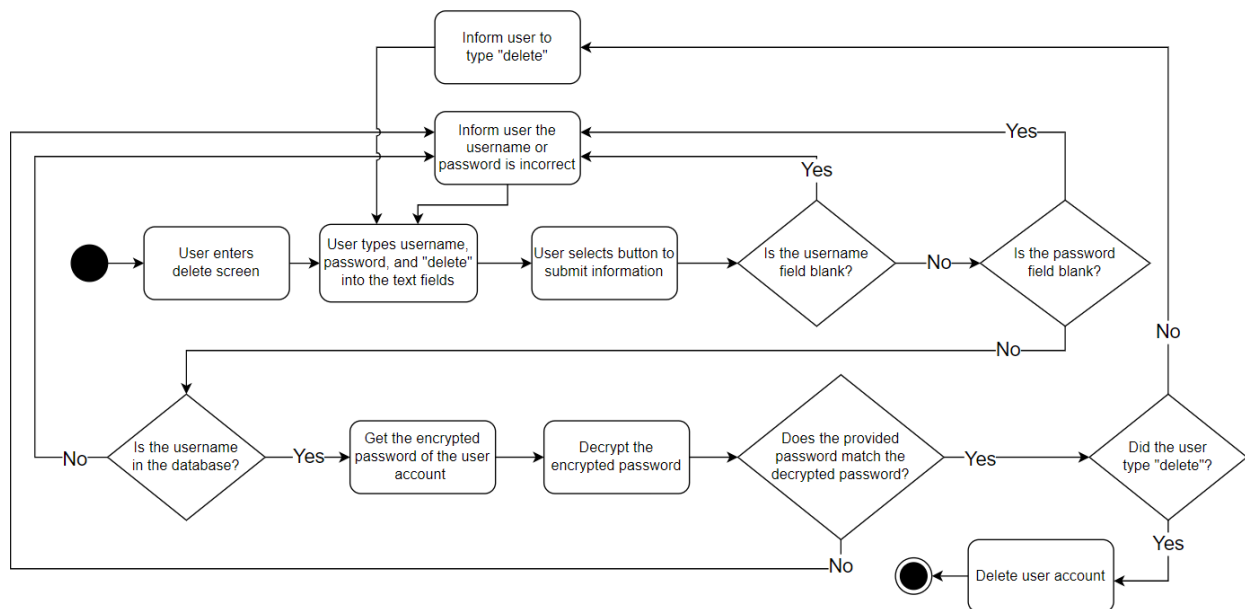 Inform user to
type "delete"
Inform user the
username or
password is incorrect
Yes
Yes
User enters
delete screen
User types username,
password, and "delete"
into the text fields
User selects button to
submit information
Is the username
field blank?
No
Is the password
field blank?
No
No
Is the username
in the database?
No
Yes
Get the encrypted
password of the user
account
Decrypt the
encrypted password
Does the provided
password match the
decrypted password?
Yes
Did the user
type "delete"?
No
Yes
Delete user account